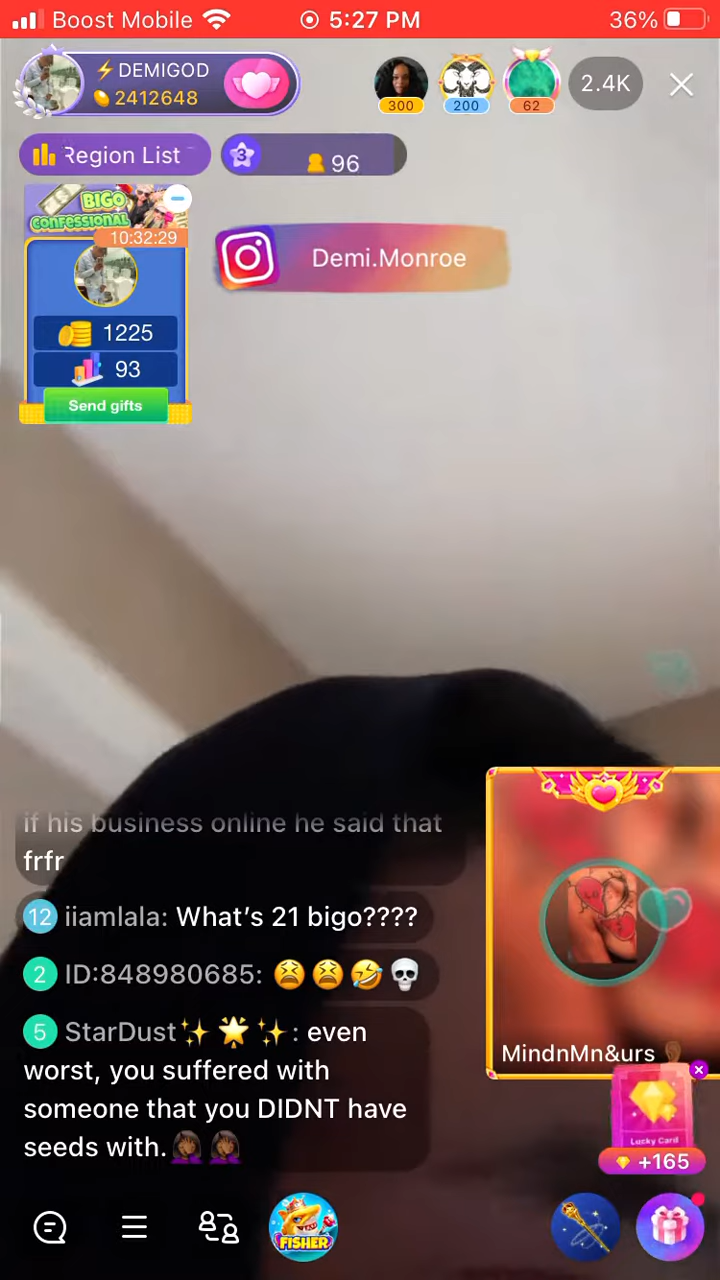 Boost Mobile
5:27 PM
36%
⚡DEMIGOD
2412648
300
200
62
2.4K
Region List
3
96
BIGO
CONFESSIONAL
10:32:29
Demi.Monroe
1225
93
Send gifts
if his business online he said that
frfr
12 iiamlala: What's 21 bigo????
2 ID:848980685: 😫 😫 🤣 💀
5 StarDust✨ 🌟 ✨: even
worst, you suffered with
someone that you DIDNT have
seeds with.🤦🏾‍♀️ 🤦🏾‍♀️
MindnMn&urs
Lucky Card
+165
FISHER